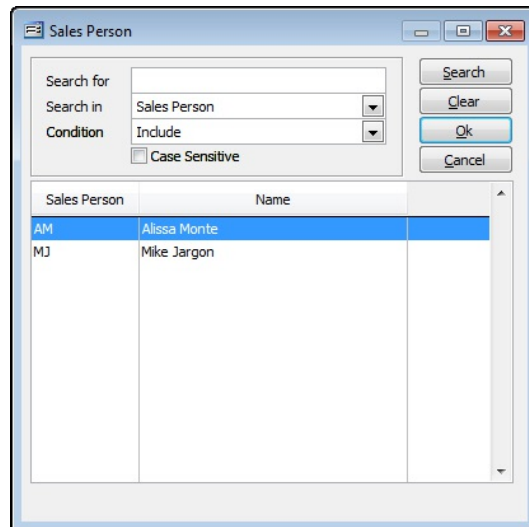 Sales Person
Search for
Search in Sales Person
Condition Include
Case Sensitive
Search
Clear
Ok
Cancel
Sales Person Name
AM Alissa Monte
MJ Mike Jargon